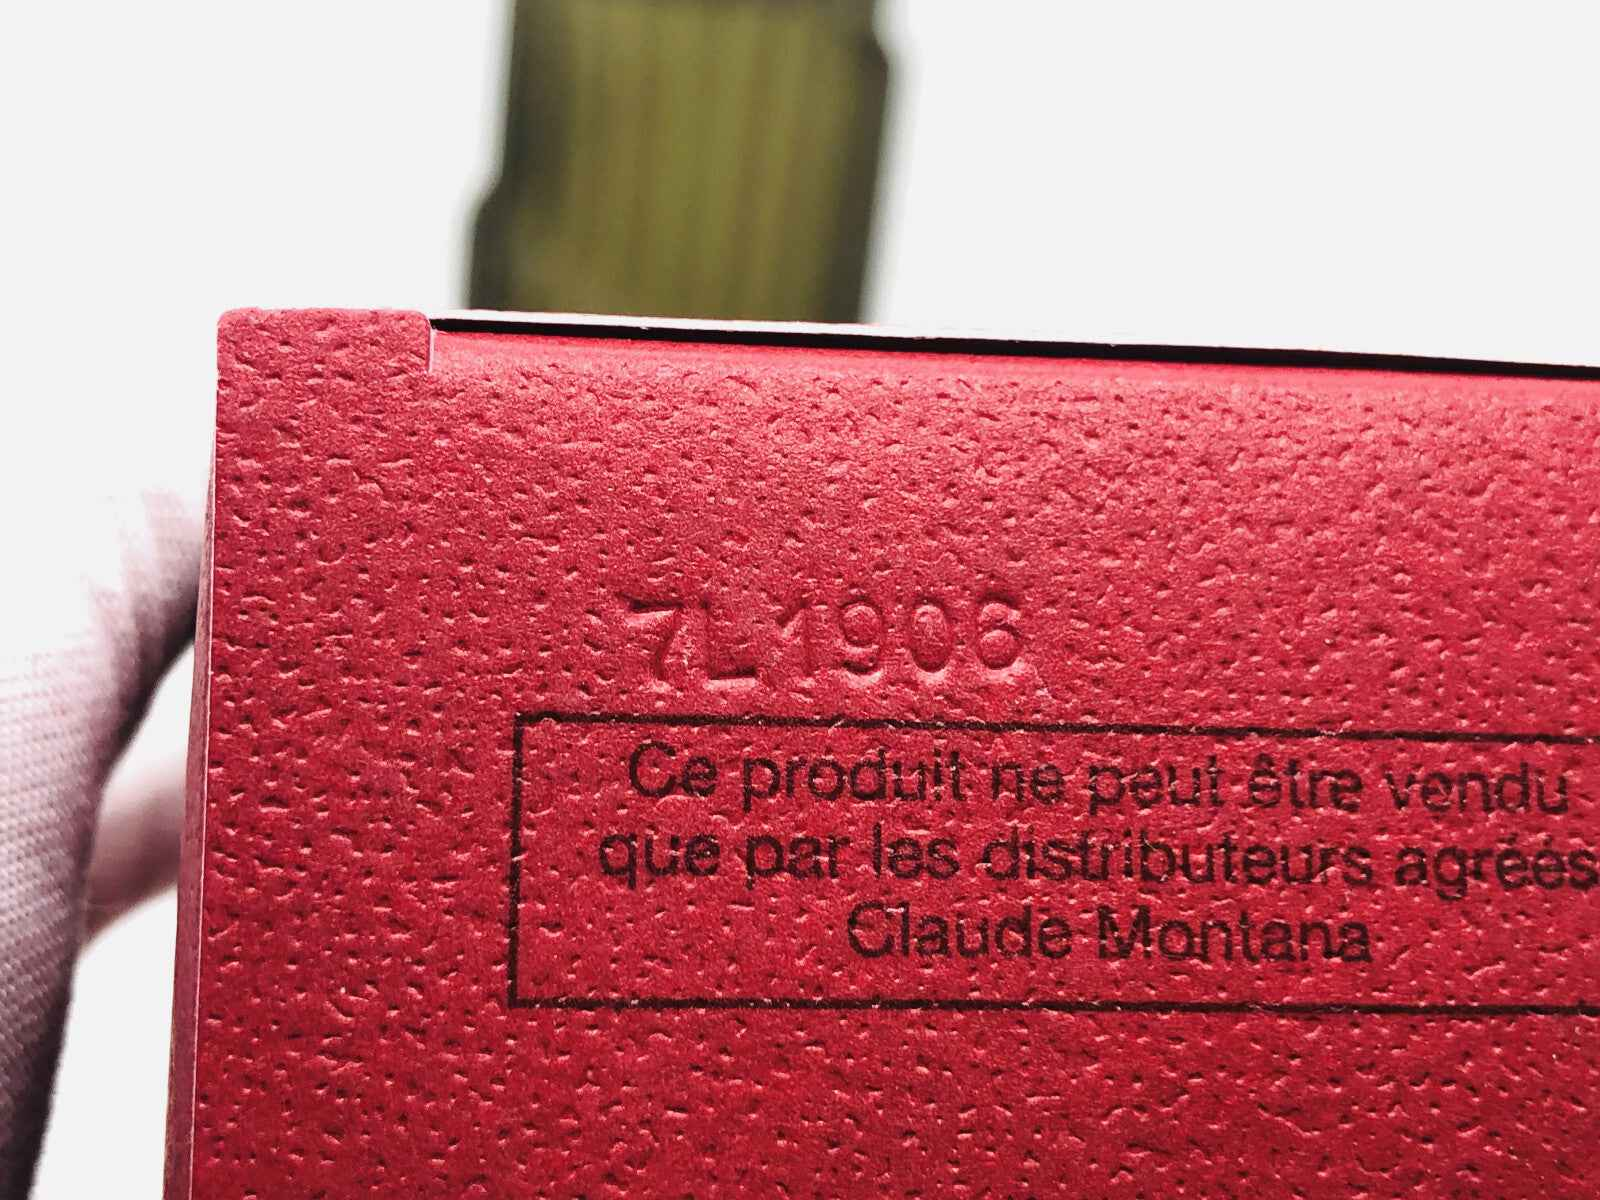 7L 1906
Ce produit ne peut être vendu
que par les distributeurs agréés
Claude Montana